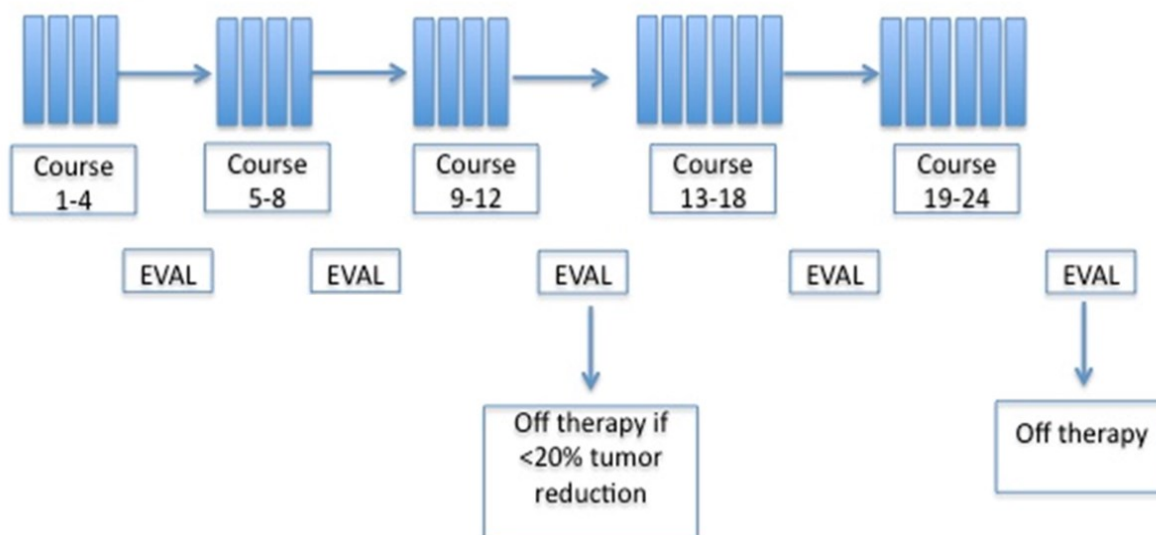 Course
1-4
Course
5-8
Course
9-12
Course
13-18
Course
19-24
EVAL
EVAL
EVAL
EVAL
EVAL
Off therapy if
<20% tumor
reduction
Off therapy